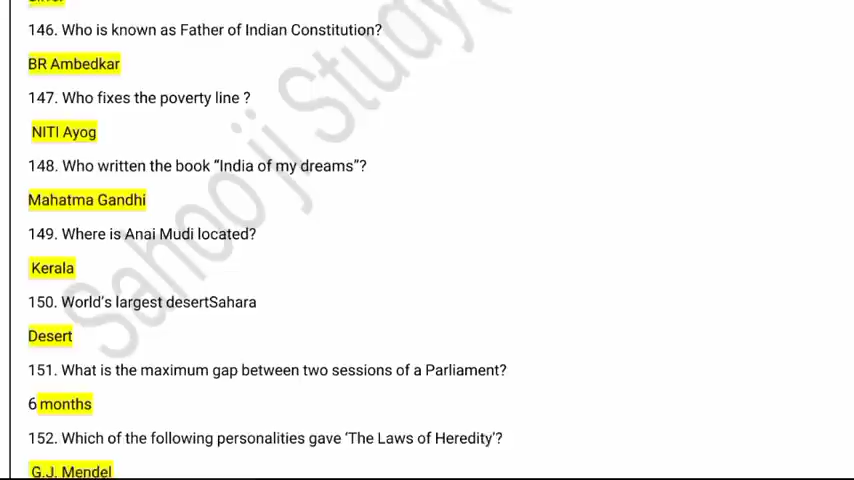 146. Who is known as Father of Indian Constitution?
BR Ambedkar
147. Who fixes the poverty line ?
NITI Ayog
148. Who written the book “India of my dreams”?
Mahatma Gandhi
149. Where is Anai Mudi located?
Kerala
150. World’s largest desertSahara
Desert
151. What is the maximum gap between two sessions of a Parliament?
6 months
152. Which of the following personalities gave ‘The Laws of Heredity’?
G.J. Mendel
Sahoo ji Study